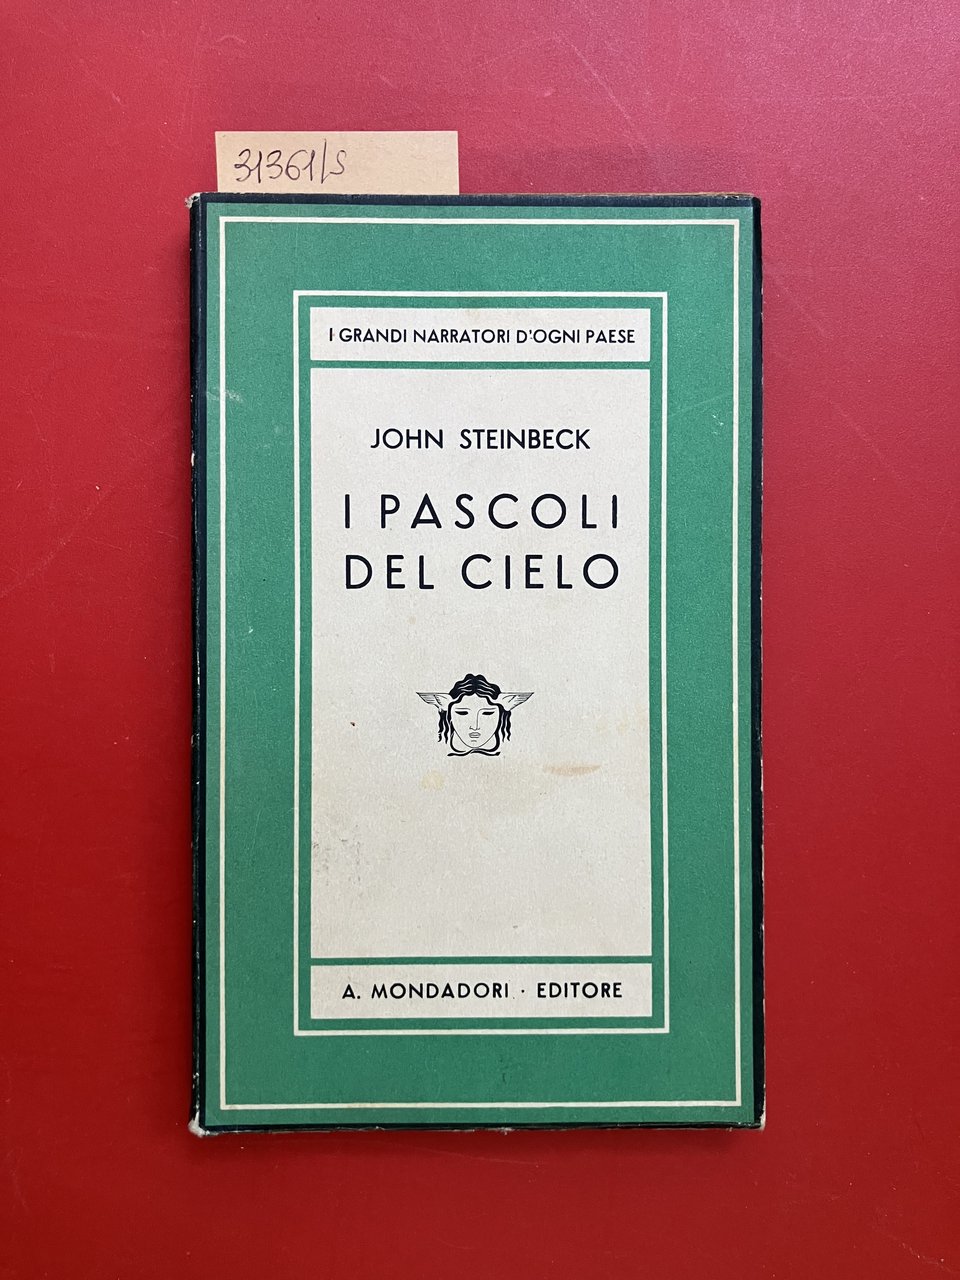 31361/S
I GRANDI NARRATORI D'OGNI PAESE
JOHN STEINBECK
I PASCOLI
DEL CIELO
A. MONDADORI · EDITORE